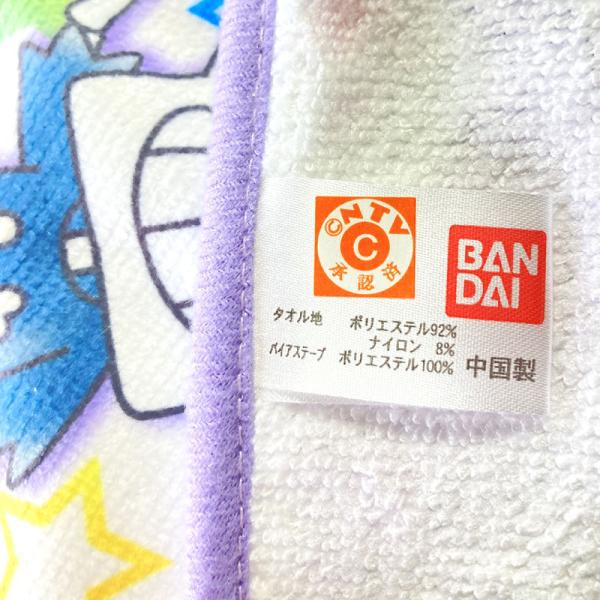 ©NTV
C
承認済
BAN
DAI
タオル地 ポリエステル92%
ナイロン 8%
バイアステープ ポリエステル100%
中国製